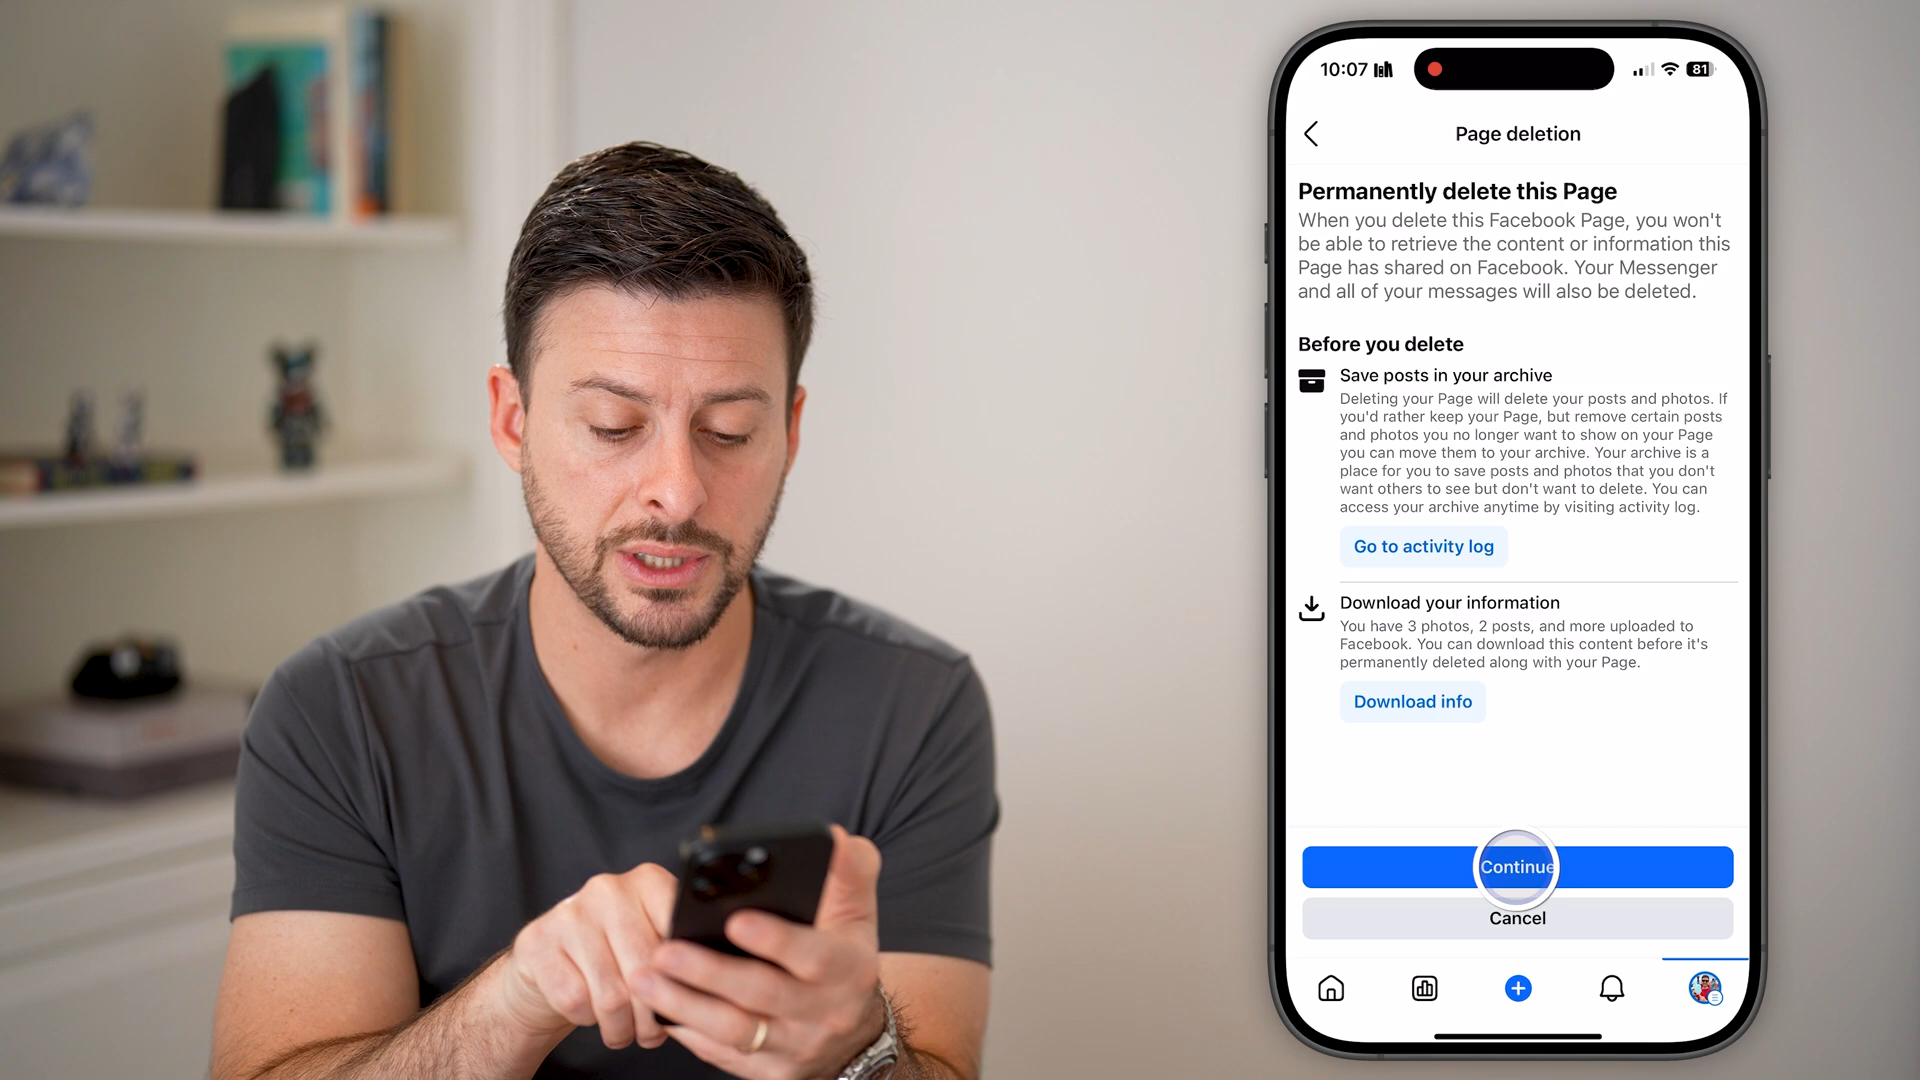 10:07
81
Page deletion
Permanently delete this Page
When you delete this Facebook Page, you won't
be able to retrieve the content or information this
Page has shared on Facebook. Your Messenger
and all of your messages will also be deleted.
Before you delete
Save posts in your archive
Deleting your Page will delete your posts and photos. If
you'd rather keep your Page, but remove certain posts
and photos you no longer want to show on your Page
you can move them to your archive. Your archive is a
place for you to save posts and photos that you don't
want others to see but don't want to delete. You can
access your archive anytime by visiting activity log.
Go to activity log
Download your information
You have 3 photos, 2 posts, and more uploaded to
Facebook. You can download this content before it's
permanently deleted along with your Page.
Download info
Continue
Cancel